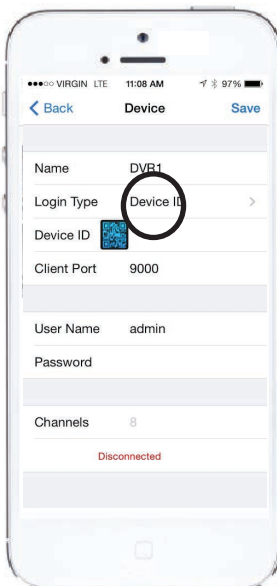 ●●●○○ VIRGIN LTE 11:08 AM 97%
Back Device Save
Name DVR1
Login Type Device ID
Device ID
Client Port 9000
User Name admin
Password
Channels 8
Disconnected